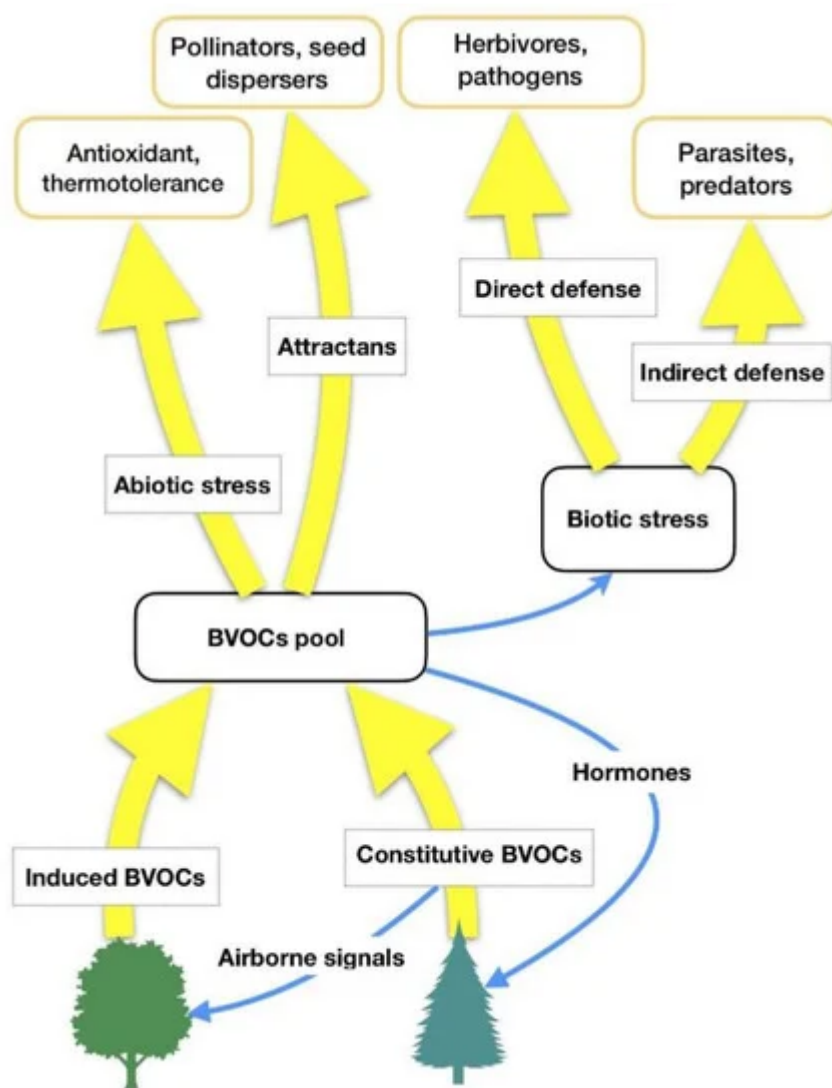 Pollinators, seed
dispersers
Herbivores,
pathogens
Antioxidant,
thermotolerance
Parasites,
predators
Direct defense
Attractans
Indirect defense
Abiotic stress
Biotic stress
BVOCs pool
Hormones
Induced BVOCs
Constitutive BVOCs
Airborne signals